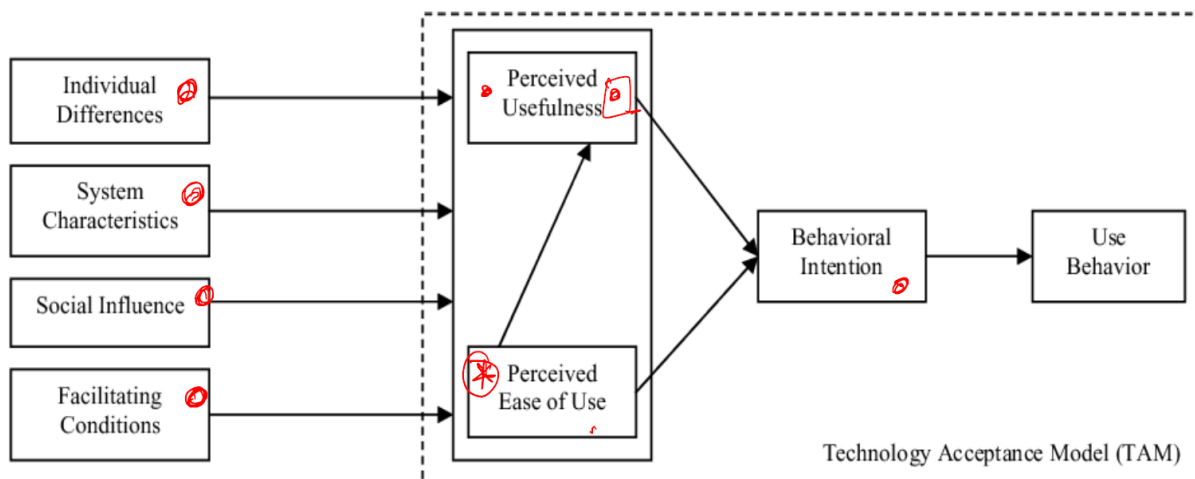 Individual
Differences
System
Characteristics
Social Influence
Facilitating
Conditions
Perceived
Usefulness
Perceived
Ease of Use
Behavioral
Intention
Use
Behavior
Technology Acceptance Model (TAM)